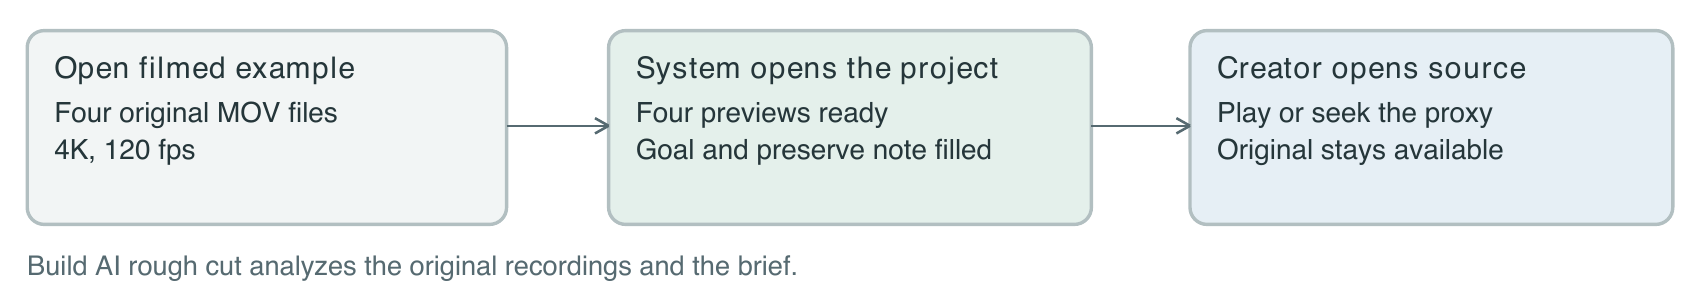 Open filmed example
Four original MOV files
4K, 120 fps
System opens the project
Four previews ready
Goal and preserve note filled
Creator opens source
Play or seek the proxy
Original stays available
Build AI rough cut analyzes the original recordings and the brief.